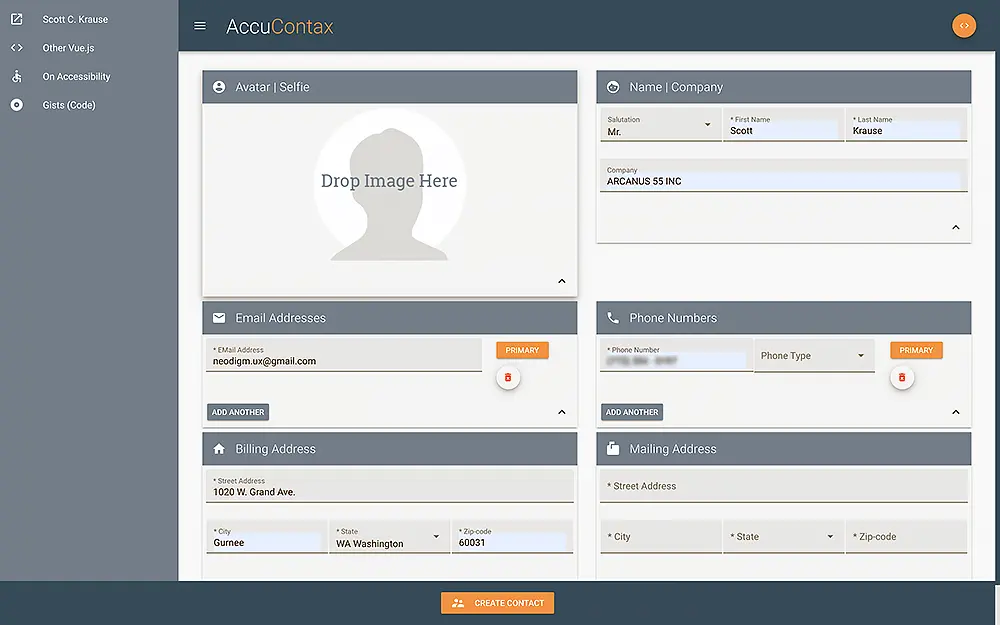 Scott C. Krause
Other Vue.js
On Accessibility
Gists (Code)
AccuContax
Avatar | Selfie
Drop Image Here
Name | Company
Salutation
Mr.
* First Name
Scott
* Last Name
Krause
Company
ARCANUS 55 INC
Email Addresses
* EMail Address
neodigm.ux@gmail.com
PRIMARY
ADD ANOTHER
Phone Numbers
* Phone Number
Phone Type
PRIMARY
ADD ANOTHER
Billing Address
* Street Address
1020 W. Grand Ave.
* City
Gurnee
* State
WA Washington
* Zip-code
60031
Mailing Address
* Street Address
* City
* State
* Zip-code
CREATE CONTACT